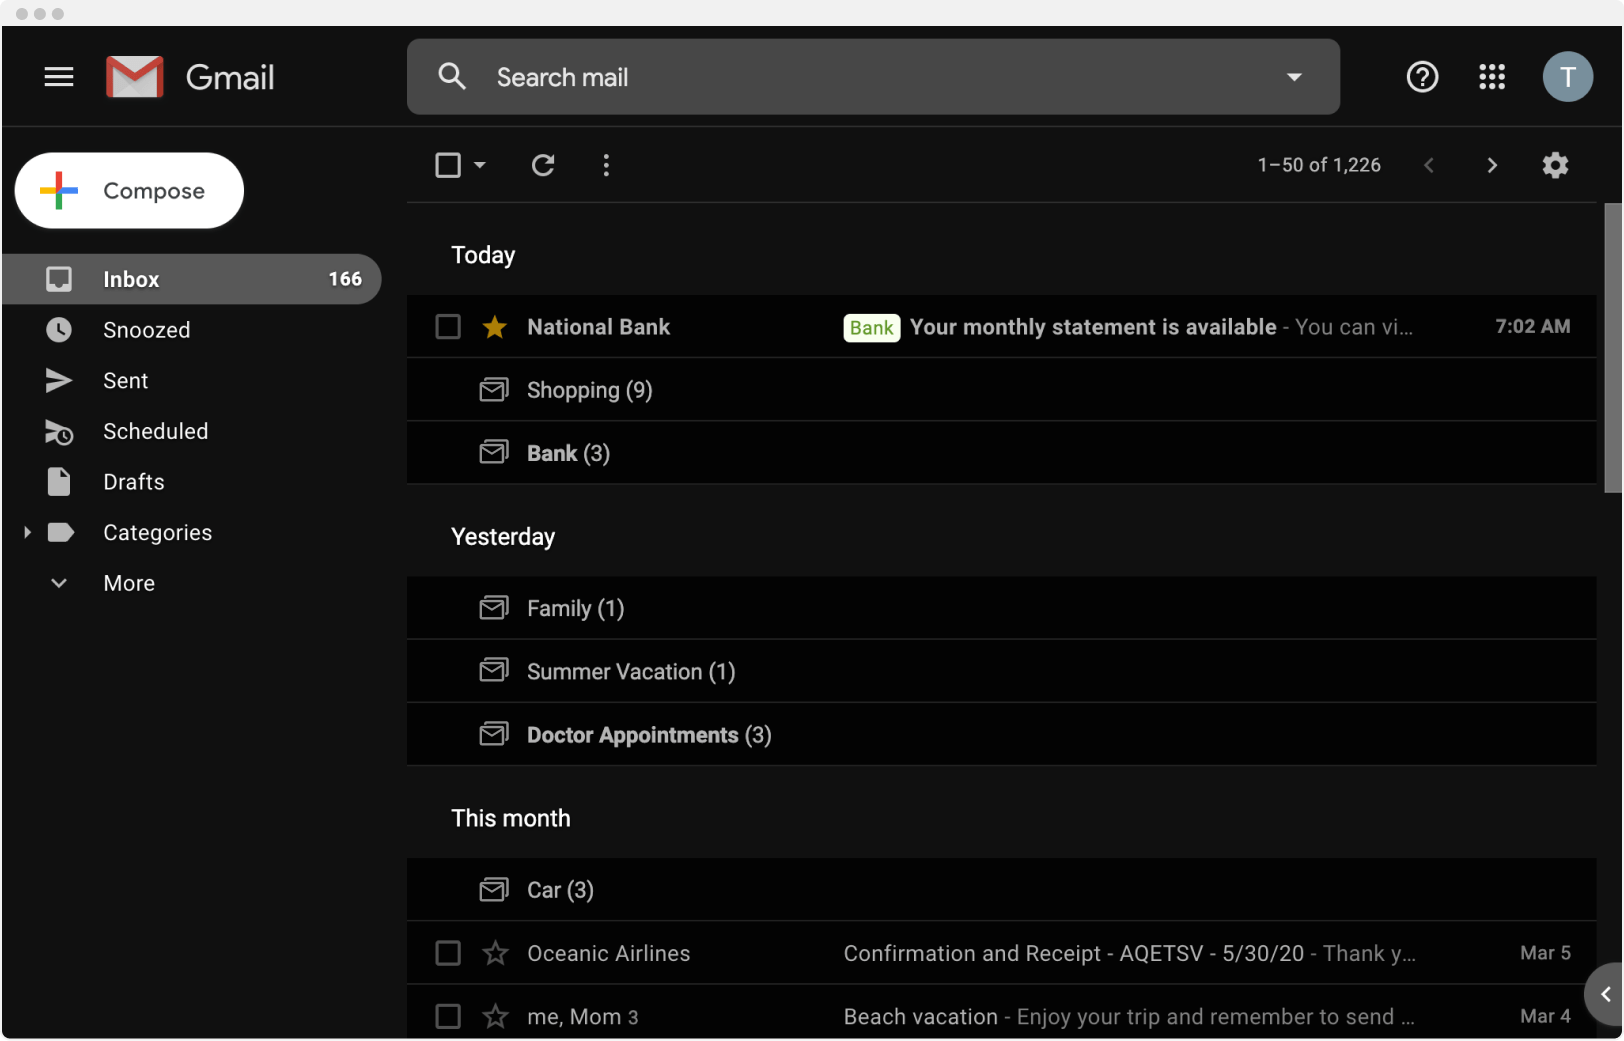 Gmail
Search mail
T
Compose
1–50 of 1,226
Inbox 166
Snoozed
Sent
Scheduled
Drafts
Categories
More
Today
National Bank Bank Your monthly statement is available - You can vi... 7:02 AM
Shopping (9)
Bank (3)
Yesterday
Family (1)
Summer Vacation (1)
Doctor Appointments (3)
This month
Car (3)
Oceanic Airlines Confirmation and Receipt - AQETSV - 5/30/20 - Thank y... Mar 5
me, Mom 3 Beach vacation - Enjoy your trip and remember to send ... Mar 4